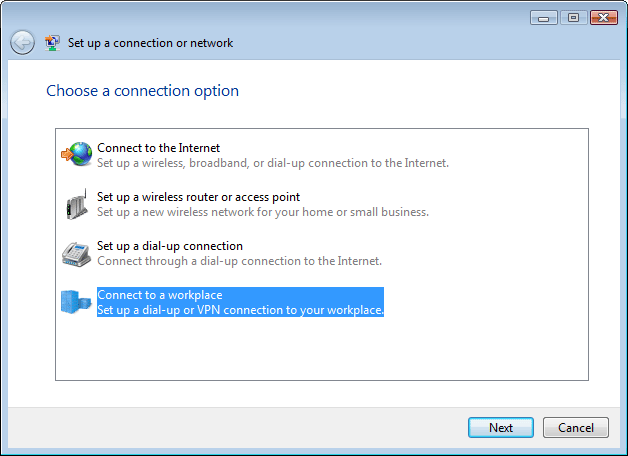 Set up a connection or network
Choose a connection option
Connect to the Internet
Set up a wireless, broadband, or dial-up connection to the Internet.
Set up a wireless router or access point
Set up a new wireless network for your home or small business.
Set up a dial-up connection
Connect through a dial-up connection to the Internet.
Connect to a workplace
Set up a dial-up or VPN connection to your workplace.
Next
Cancel